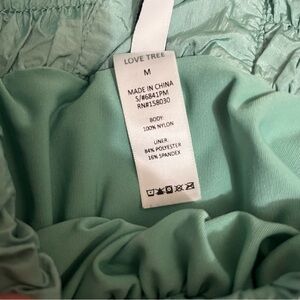 LOVE TREE
M
MADE IN CHINA
S/#6841PM
RN#158030
BODY:
100% NYLON
LINER:
84% POLYESTER
16% SPANDEX